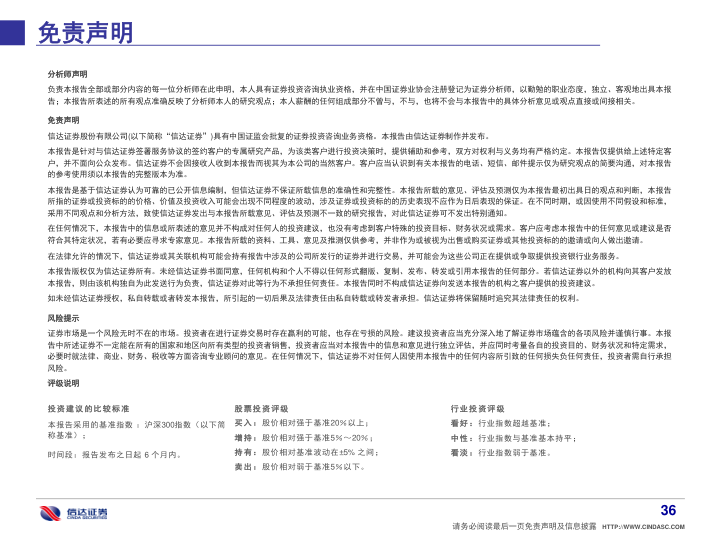 免责声明
分析师声明
负责本报告全部或部分内容的每一位分析师在此申明，本人具有证券投资咨询执业资格，并在中国证券业协会注册登记为证券分析师，以勤勉的职业态度，独立、客观地出具本报
告；本报告所表述的所有观点准确反映了分析师本人的研究观点；本人薪酬的任何组成部分不曾与，不与，也将不会与本报告中的具体分析意见或观点直接或间接相关。
免责声明
信达证券股份有限公司(以下简称“信达证券”)具有中国证监会批复的证券投资咨询业务资格。本报告由信达证券制作并发布。
本报告是针对与信达证券签署服务协议的签约客户的专属研究产品，为该类客户进行投资决策时，提供辅助和参考，双方对权利与义务均有严格约定。本报告仅提供给上述特定客
户，并不面向公众发布。信达证券不会因接收人收到本报告而视其为本公司的当然客户。客户应当认识到有关本报告的电话、短信、邮件提示仅为研究观点的简要沟通，对本报告
的参考使用须以本报告的完整版本为准。
本报告是基于信达证券认为可靠的已公开信息编制，但信达证券不保证所载信息的准确性和完整性。本报告所载的意见、评估及预测仅为本报告最初出具日的观点和判断，本报告
所指的证券或投资标的的价格、价值及投资收入可能会出现不同程度的波动，涉及证券或投资标的的历史表现不应作为日后表现的保证。在不同时期，或因使用不同假设和标准，
采用不同观点和分析方法，致使信达证券发出与本报告所载意见、评估及预测不一致的研究报告，对此信达证券可不发出特别通知。
在任何情况下，本报告中的信息或所表述的意见并不构成对任何人的投资建议，也没有考虑到客户特殊的投资目标、财务状况或需求。客户应考虑本报告中的任何意见或建议是否
符合其特定状况，若有必要应寻求专家意见。本报告所载的资料、工具、意见及推测仅供参考，并非作为或被视为出售或购买证券或其他投资标的的邀请或向人做出邀请。
在法律允许的情况下，信达证券或其关联机构可能会持有报告中涉及的公司所发行的证券并进行交易，并可能会为这些公司正在提供或争取提供投资银行业务服务。
本报告版权仅为信达证券所有。未经信达证券书面同意，任何机构和个人不得以任何形式翻版、复制、发布、转发或引用本报告的任何部分。若信达证券以外的机构向其客户发放
本报告，则由该机构独自为此发送行为负责，信达证券对此等行为不承担任何责任。本报告同时不构成信达证券向发送本报告的机构之客户提供的投资建议。
如未经信达证券授权，私自转载或者转发本报告，所引起的一切后果及法律责任由私自转载或转发者承担。信达证券将保留随时追究其法律责任的权利。
风险提示
证券市场是一个风险无时不在的市场。投资者在进行证券交易时存在赢利的可能，也存在亏损的风险。建议投资者应当充分深入地了解证券市场蕴含的各项风险并谨慎行事。本报
告中所述证券不一定能在所有的国家和地区向所有类型的投资者销售，投资者应当对本报告中的信息和意见进行独立评估，并应同时考量各自的投资目的、财务状况和特定需求，
必要时就法律、商业、财务、税收等方面咨询专业顾问的意见。在任何情况下，信达证券不对任何人因使用本报告中的任何内容所引致的任何损失负任何责任，投资者需自行承担
风险。
评级说明
投资建议的比较标准
本报告采用的基准指数：沪深300指数（以下简
称基准）；
时间段：报告发布之日起 6 个月内。
股票投资评级
买入：股价相对强于基准20％以上；
增持：股价相对强于基准5％～20％；
持有：股价相对基准波动在±5% 之间；
卖出：股价相对弱于基准5％以下。
行业投资评级
看好：行业指数超越基准；
中性：行业指数与基准基本持平；
看淡：行业指数弱于基准。
信达证券
CINDA SECURITIES
36
请务必阅读最后一页免责声明及信息披露 HTTP://WWW.CINDASC.COM